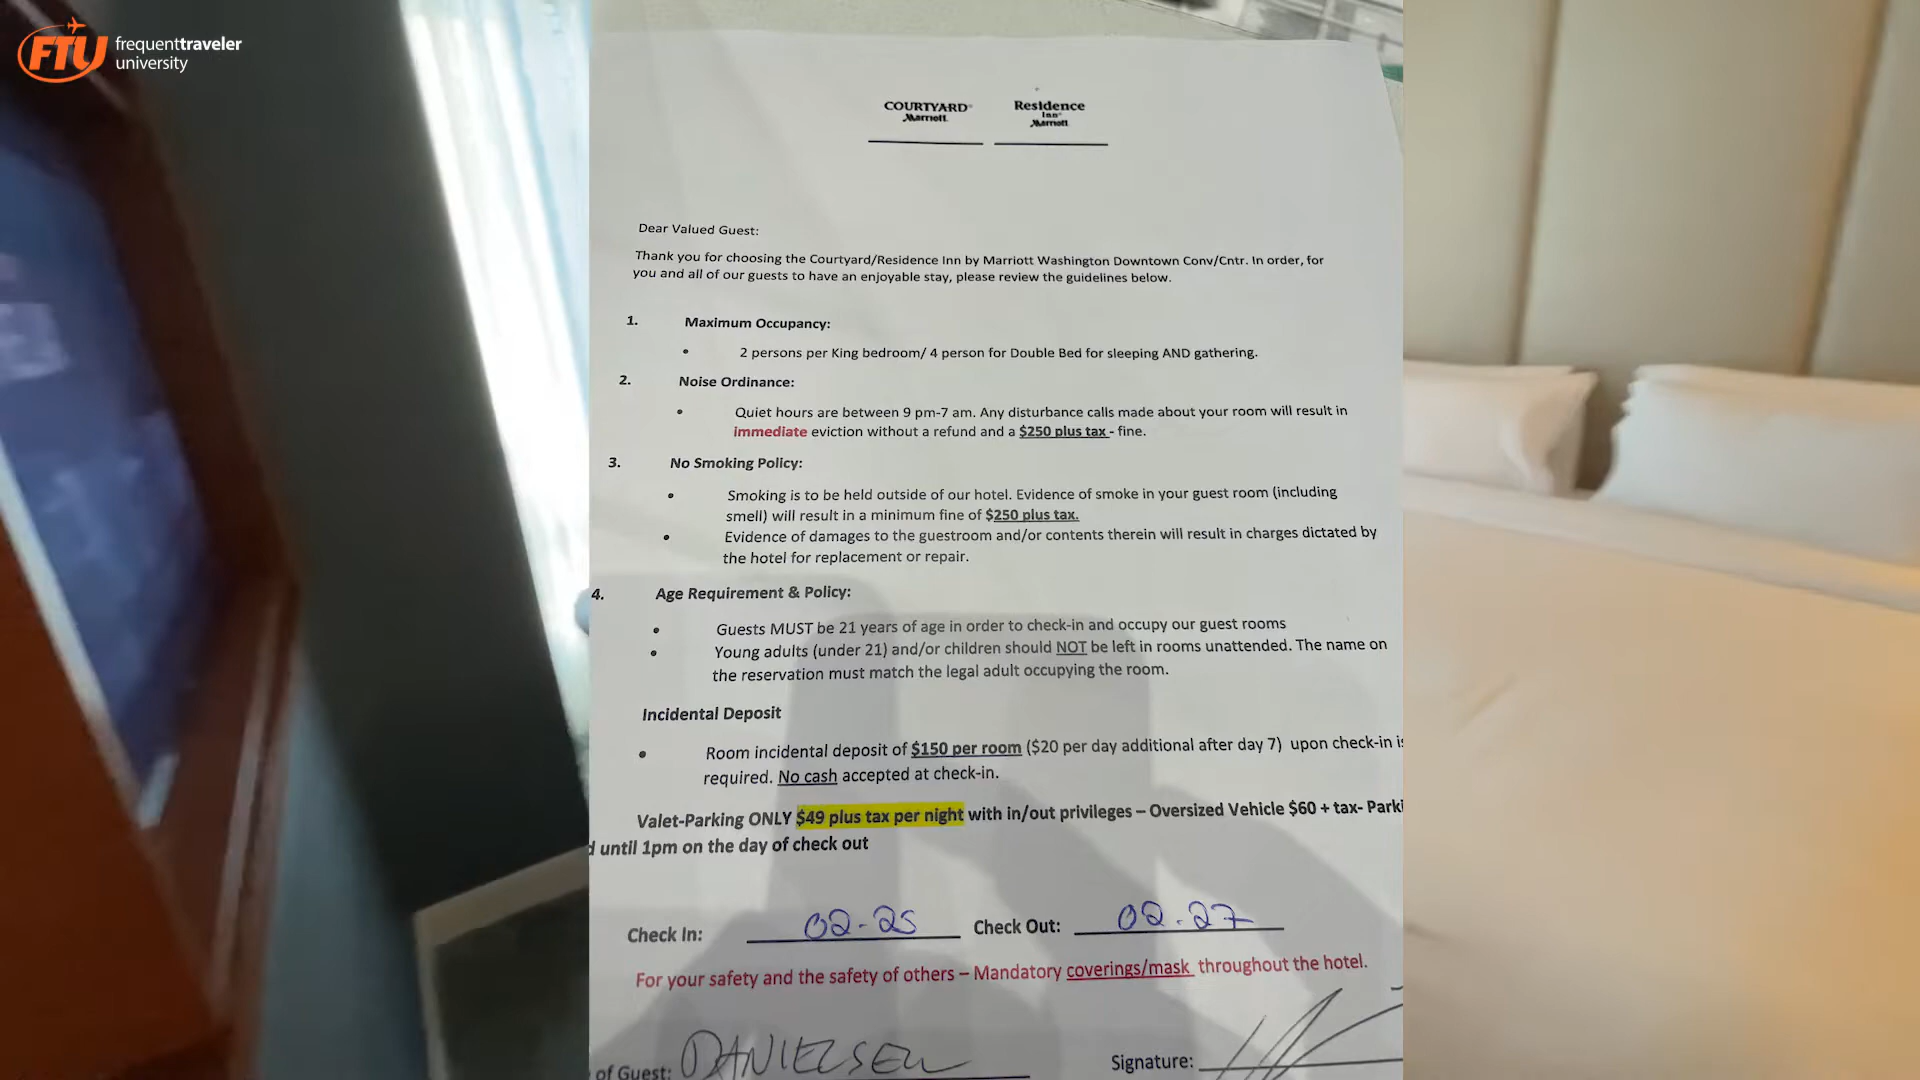 FTU frequenttraveler
university
COURTYARD®
Marriott
Residence
Inn®
Marriott
Dear Valued Guest:
Thank you for choosing the Courtyard/Residence Inn by Marriott Washington Downtown Conv/Cntr. In order, for
you and all of our guests to have an enjoyable stay, please review the guidelines below.
1. Maximum Occupancy:
• 2 persons per King bedroom/ 4 person for Double Bed for sleeping AND gathering.
2. Noise Ordinance:
• Quiet hours are between 9 pm-7 am. Any disturbance calls made about your room will result in
immediate eviction without a refund and a $250 plus tax - fine.
3. No Smoking Policy:
• Smoking is to be held outside of our hotel. Evidence of smoke in your guest room (including
smell) will result in a minimum fine of $250 plus tax.
• Evidence of damages to the guestroom and/or contents therein will result in charges dictated by
the hotel for replacement or repair.
4. Age Requirement & Policy:
• Guests MUST be 21 years of age in order to check-in and occupy our guest rooms
• Young adults (under 21) and/or children should NOT be left in rooms unattended. The name on
the reservation must match the legal adult occupying the room.
Incidental Deposit
• Room incidental deposit of $150 per room ($20 per day additional after day 7) upon check-in is
required. No cash accepted at check-in.
Valet-Parking ONLY $49 plus tax per night with in/out privileges – Oversized Vehicle $60 + tax- Parki
d until 1pm on the day of check out
Check In: 02-25 Check Out: 02-27
For your safety and the safety of others – Mandatory coverings/mask throughout the hotel.
of Guest: DANIELSEN Signature: